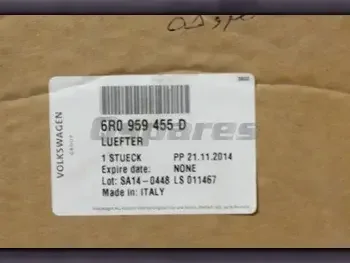 VOLKSWAGEN
GROUP
6R0 959 455 D
LUEFTER
1 STUECK PP 21.11.2014
Expire date: NONE
Lot: SA14-0448 LS 011467
Made in: ITALY